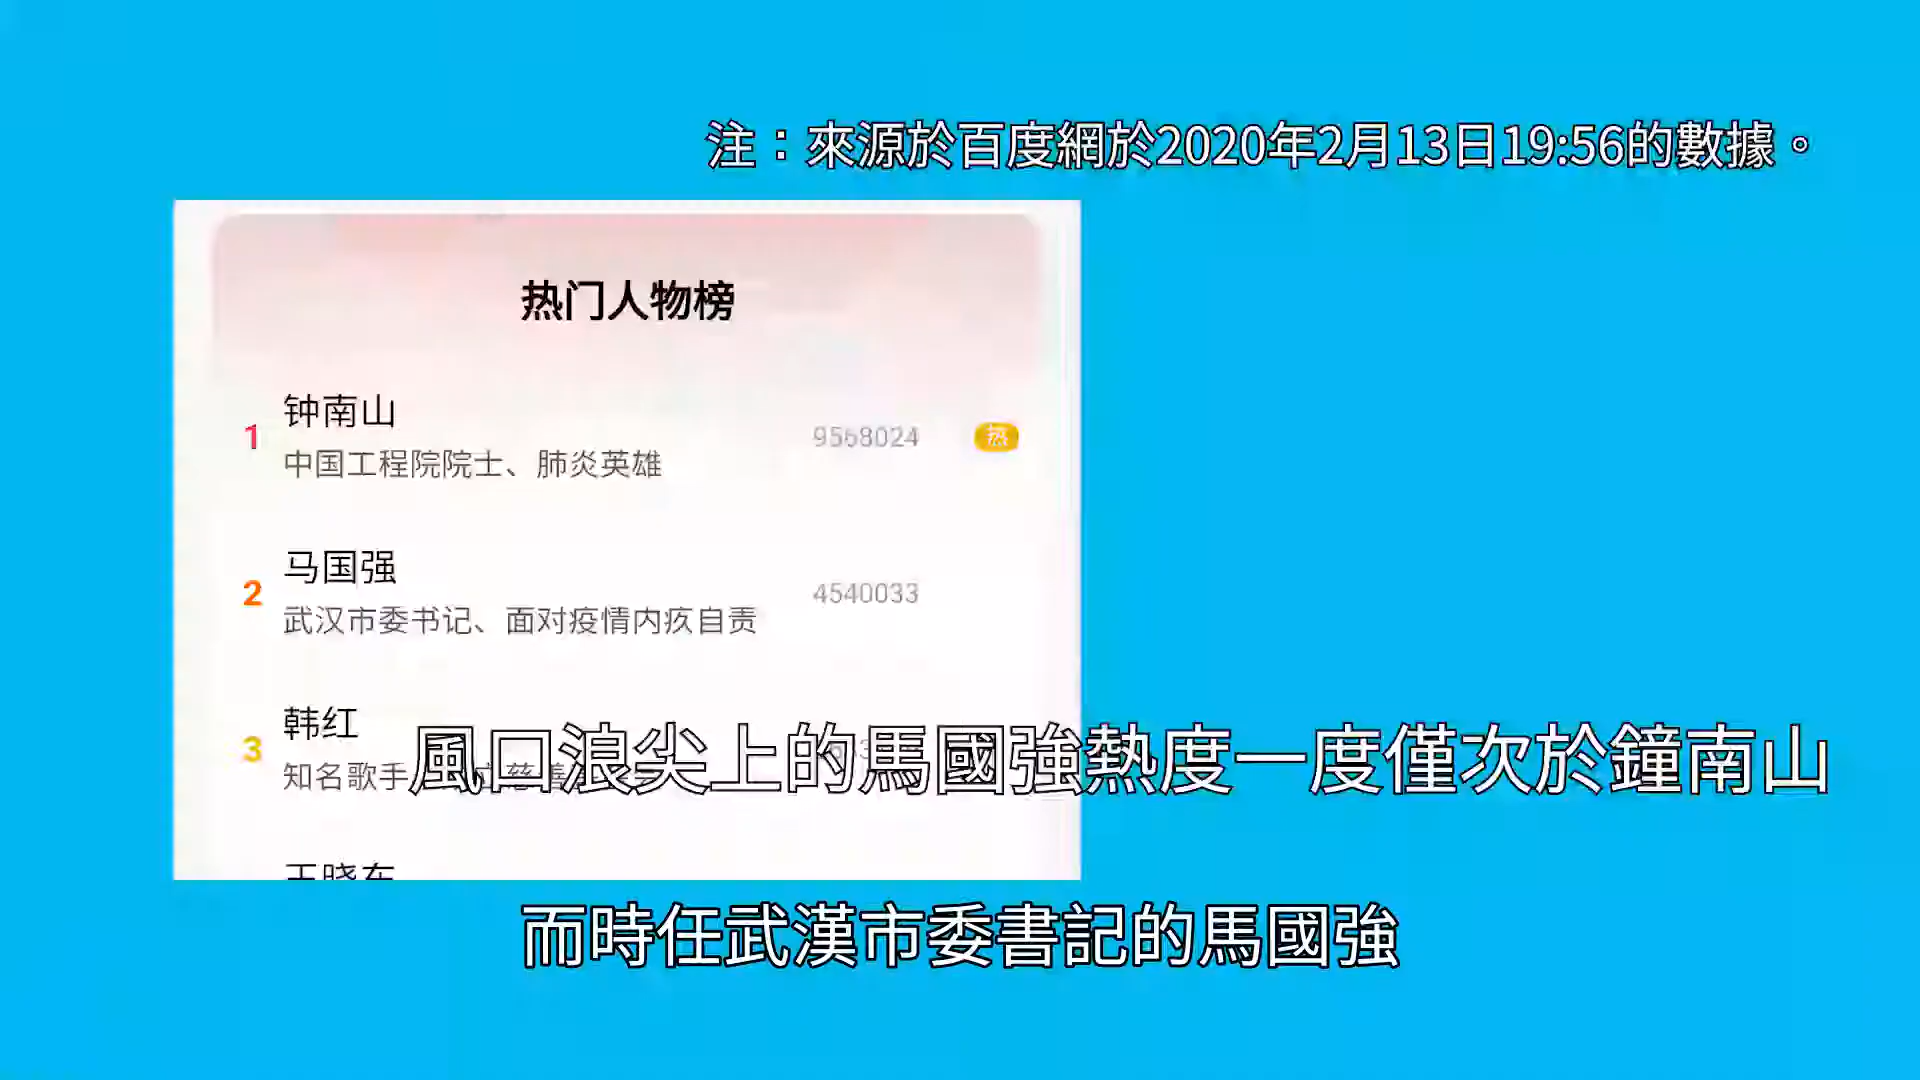 注：來源於百度網於2020年2月13日19:56的數據。
热门人物榜
1
钟南山
中国工程院院士、肺炎英雄
9568024
热
2
马国强
武汉市委书记、面对疫情内疚自责
4540033
3
韩红
知名歌手
風口浪尖上的馬國強熱度一度僅次於鐘南山
王晓东
而時任武漢市委書記的馬國強